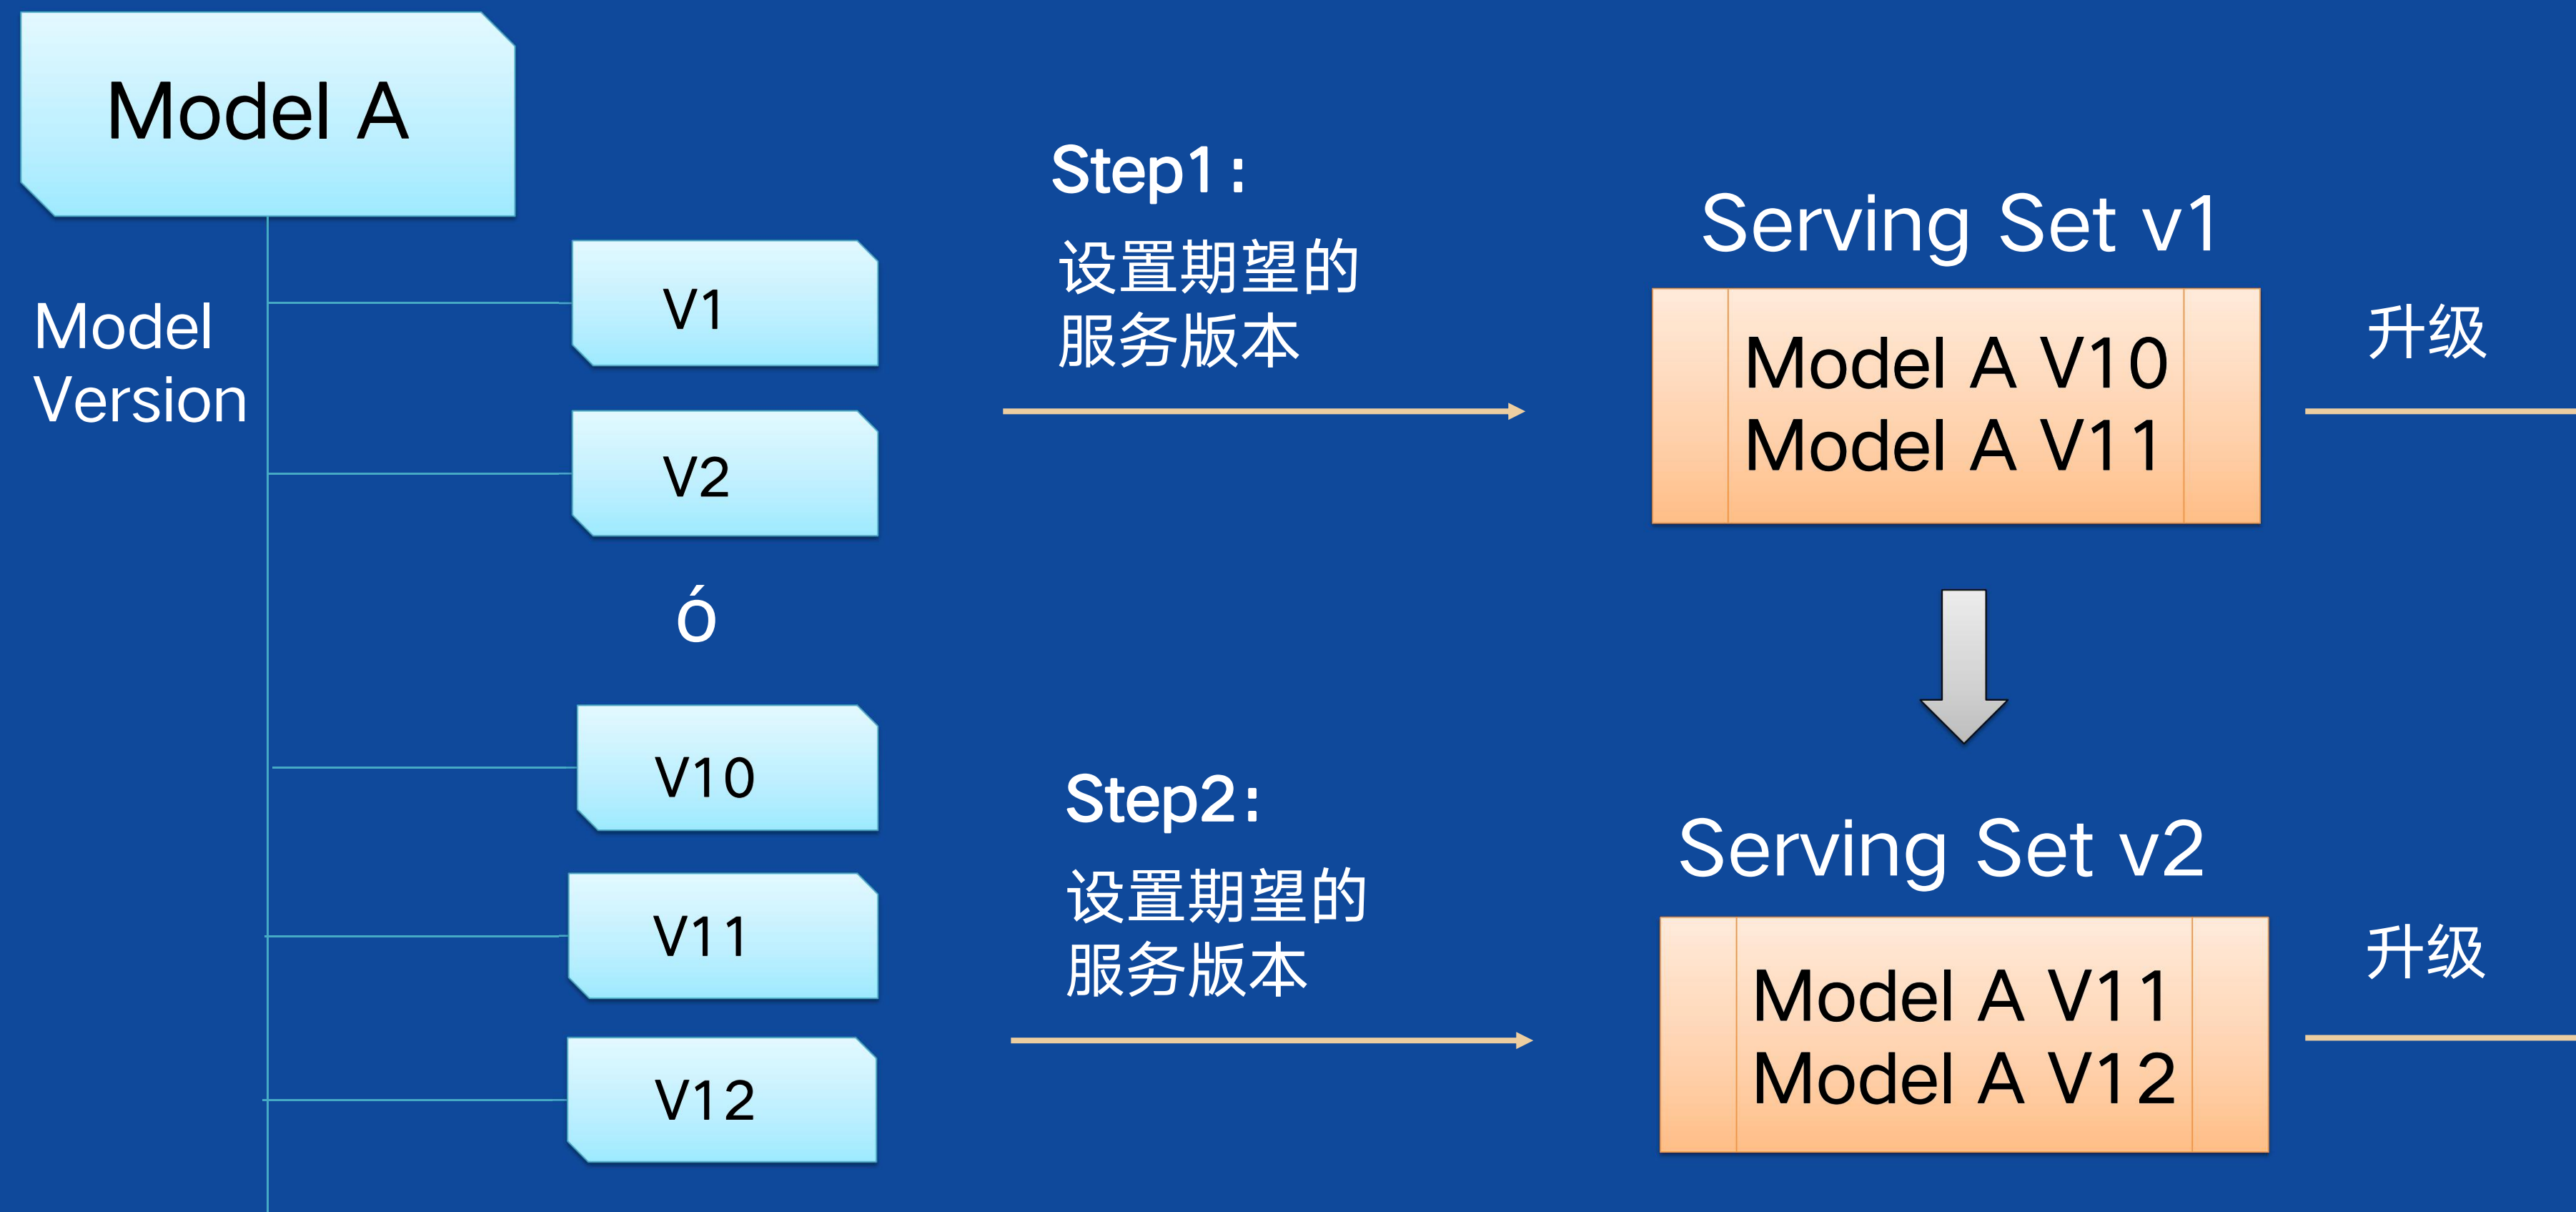 Model A
Model
Version
V1
V2
ó
V10
V11
V12
Step1:
设置期望的
服务版本
Step2:
设置期望的
服务版本
Serving Set v1
Model A V10
Model A V11
升级
Serving Set v2
Model A V11
Model A V12
升级